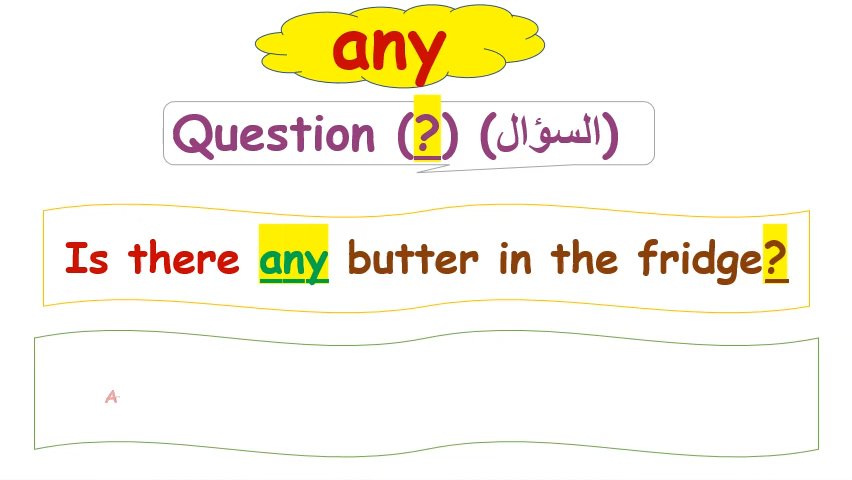 any
Question (?) (السؤال)
Is there any butter in the fridge?
A